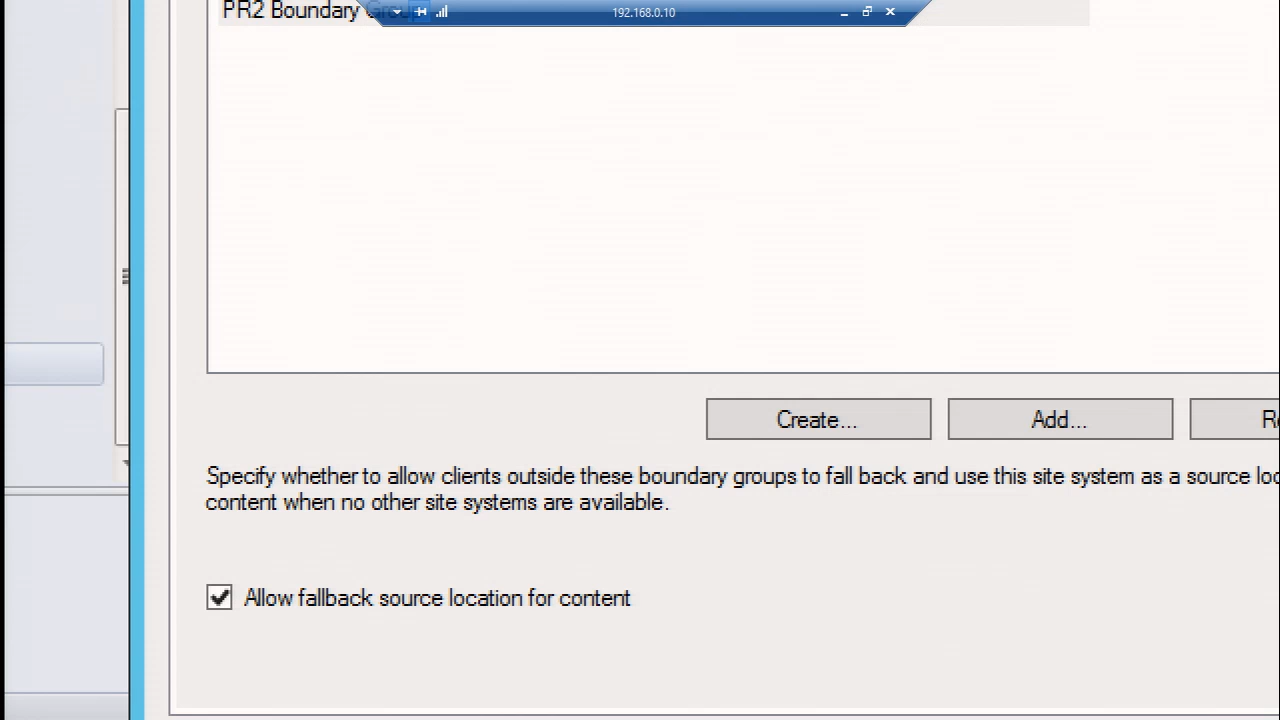 192.168.0.10
PR2 Boundary
Create...
Add...
Specify whether to allow clients outside these boundary groups to fall back and use this site system as a source
content when no other site systems are available.
Allow fallback source location for content